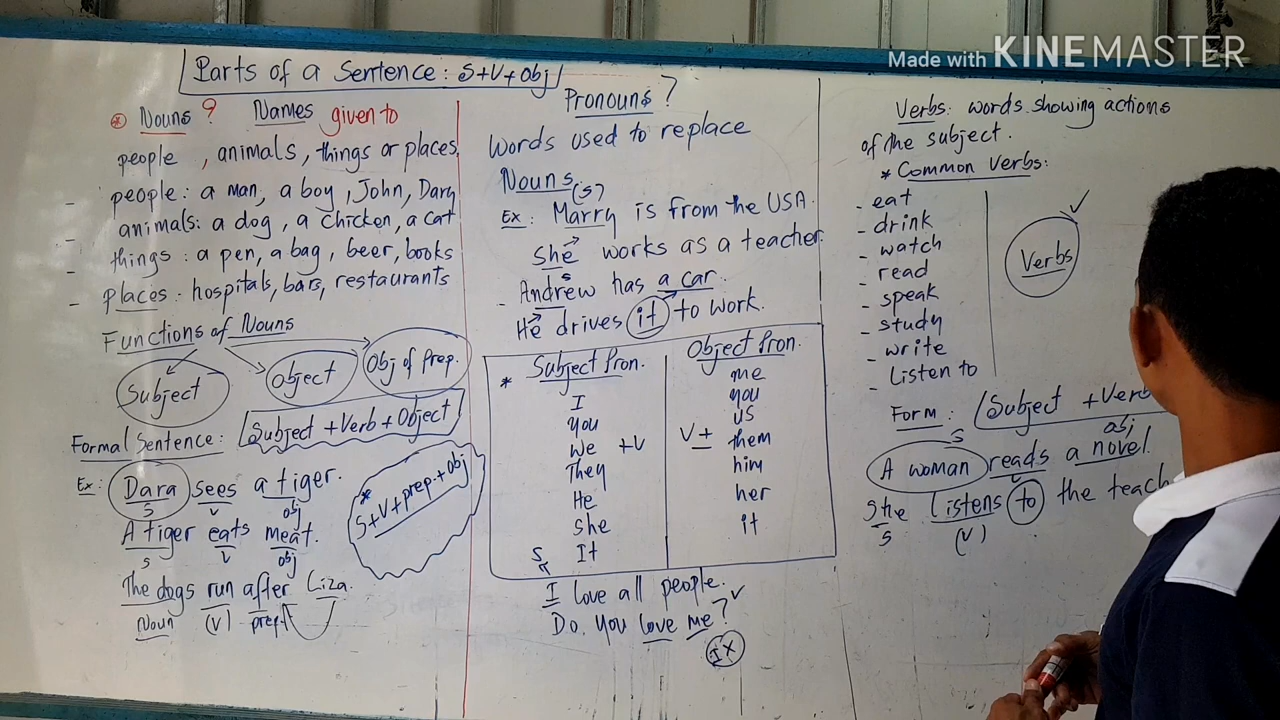 Made with KINEMASTER
Parts of a Sentence: S+V+Obj
* Nouns? Names given to
people, animals, things or places.
- people: a man, a boy, John, Dary
- animals: a dog, a chicken, a cat
- things: a pen, a bag, beer, books
- Places: hospitals, bars, restaurants
Functions of Nouns
Subject Object Obj of Prep.
Formal Sentence: Subject + Verb + Object
Ex: Dara sees a tiger.
S V obj
A tiger eats meat.
S V obj
* S+V+prep.+Obj
The dogs run after Liza.
Noun (V) prep.
Pronouns?
Words used to replace
Nouns
(S)
Ex: Marry is from the USA.
She works as a teacher.
S
- Andrew has a car.
He drives it to work.
* Subject Pron. Object Pron.
I me
You you
We +V us
They V+ them
He him
She her
It it
S
I love all people.
Do you love me?
I X
Verbs: words showing actions
of the subject.
* Common Verbs:
- eat
- drink
- watch
- read
- speak
- study
- write
- Listen to
Verbs
Form: Subject + Verb
S obj
A woman reads a novel.
V
She Listens to the
S (V)